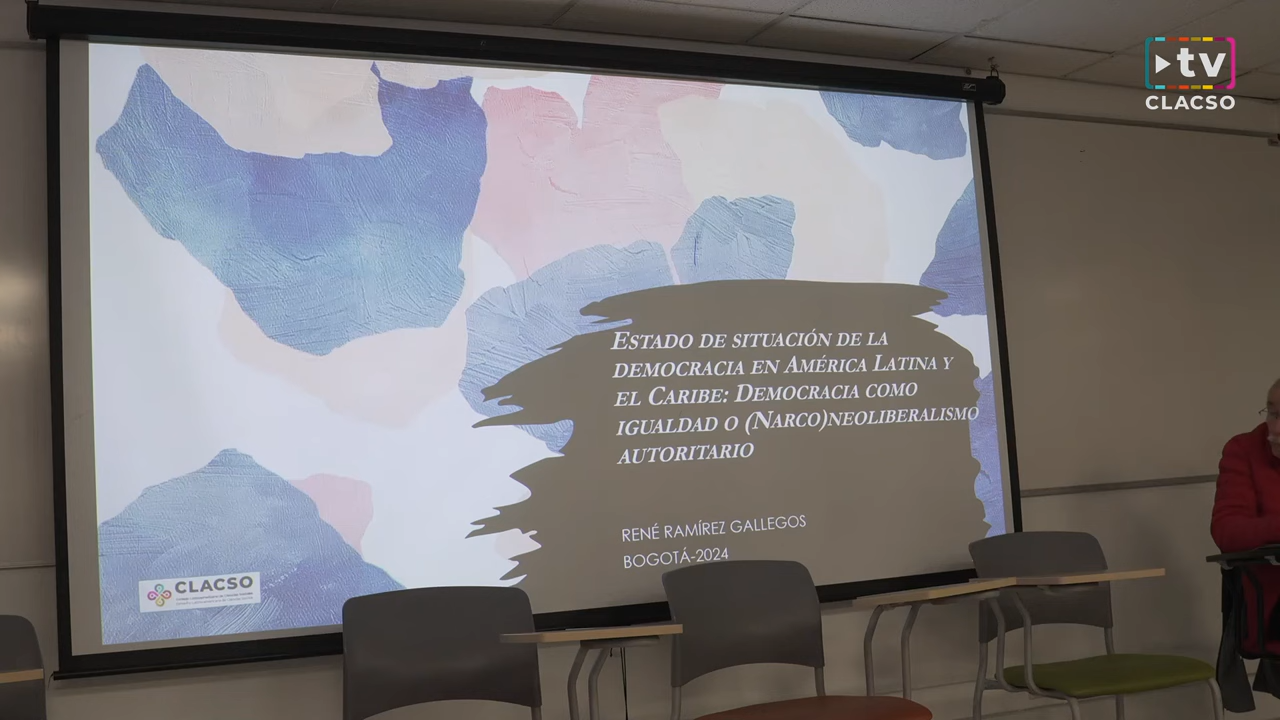 tv
CLACSO
ESTADO DE SITUACIÓN DE LA
DEMOCRACIA EN AMÉRICA LATINA Y
EL CARIBE: DEMOCRACIA COMO
IGUALDAD O (NARCO)NEOLIBERALISMO
AUTORITARIO
RENÉ RAMÍREZ GALLEGOS
BOGOTÁ-2024
CLACSO